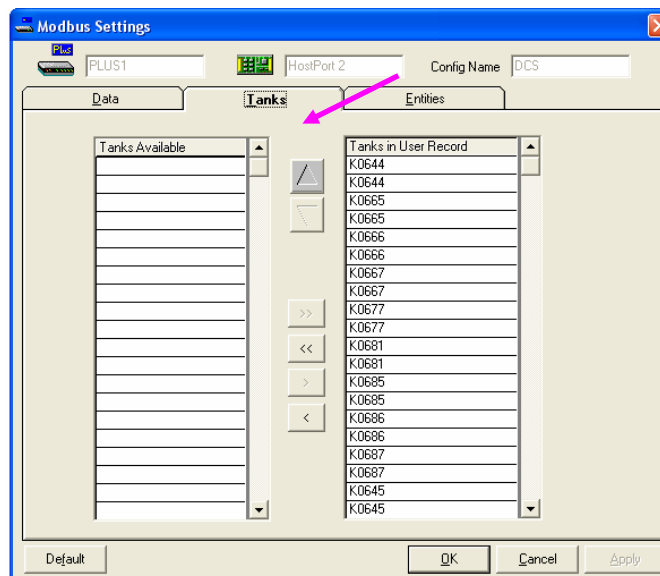 Modbus Settings
Plus
PLUS1 HostPort 2 Config Name DCS
Data Tanks Entities
Tanks Available Tanks in User Record
K0644
K0644
K0665
K0665
K0666
K0666
K0667
K0667
>> K0677
K0677
<< K0681
K0681
> K0685
K0685
< K0686
K0686
K0687
K0687
K0645
K0645
Default OK Cancel Apply